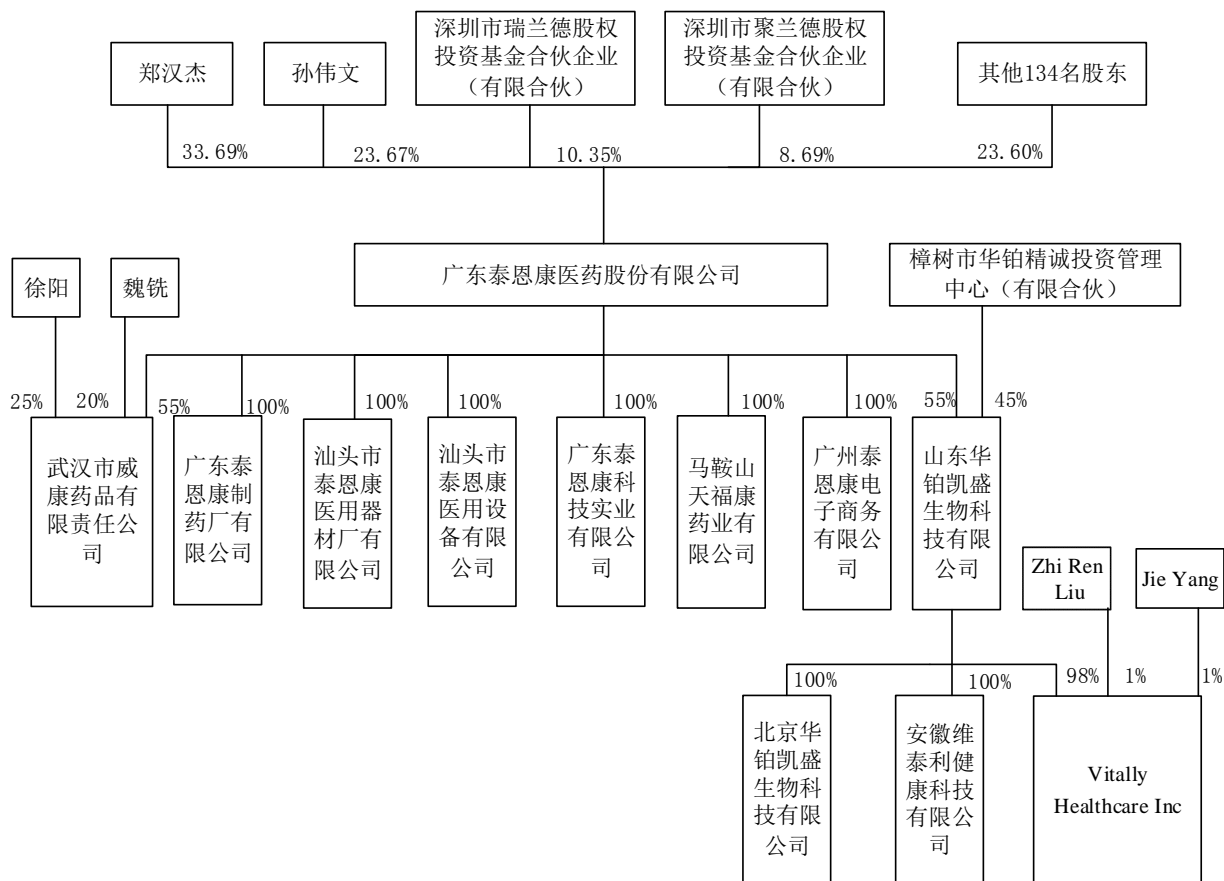 深圳市瑞兰德股权
投资基金合伙企业
（有限合伙）
深圳市聚兰德股权
投资基金合伙企业
（有限合伙）
郑汉杰
孙伟文
其他134名股东
33.69%
23.67%
10.35%
8.69%
23.60%
徐阳
魏铣
广东泰恩康医药股份有限公司
樟树市华铂精诚投资管理
中心（有限合伙）
25%
20%
55%
100%
100%
100%
100%
100%
100%
55%
45%
武汉市威
康药品有
限责任公
司
广东泰
恩康制
药厂有
限公司
汕头市
泰恩康
医用器
材厂有
限公司
汕头市
泰恩康
医用设
备有限
公司
广东泰
恩康科
技实业
有限公
司
马鞍山
天福康
药业有
限公司
广州泰
恩康电
子商务
有限公
司
山东华
铂凯盛
生物科
技有限
公司
Zhi Ren
Liu
Jie Yang
100%
100%
98%
1%
1%
北京华
铂凯盛
生物科
技有限
公司
安徽维
泰利健
康科技
有限公
司
Vitally
Healthcare Inc